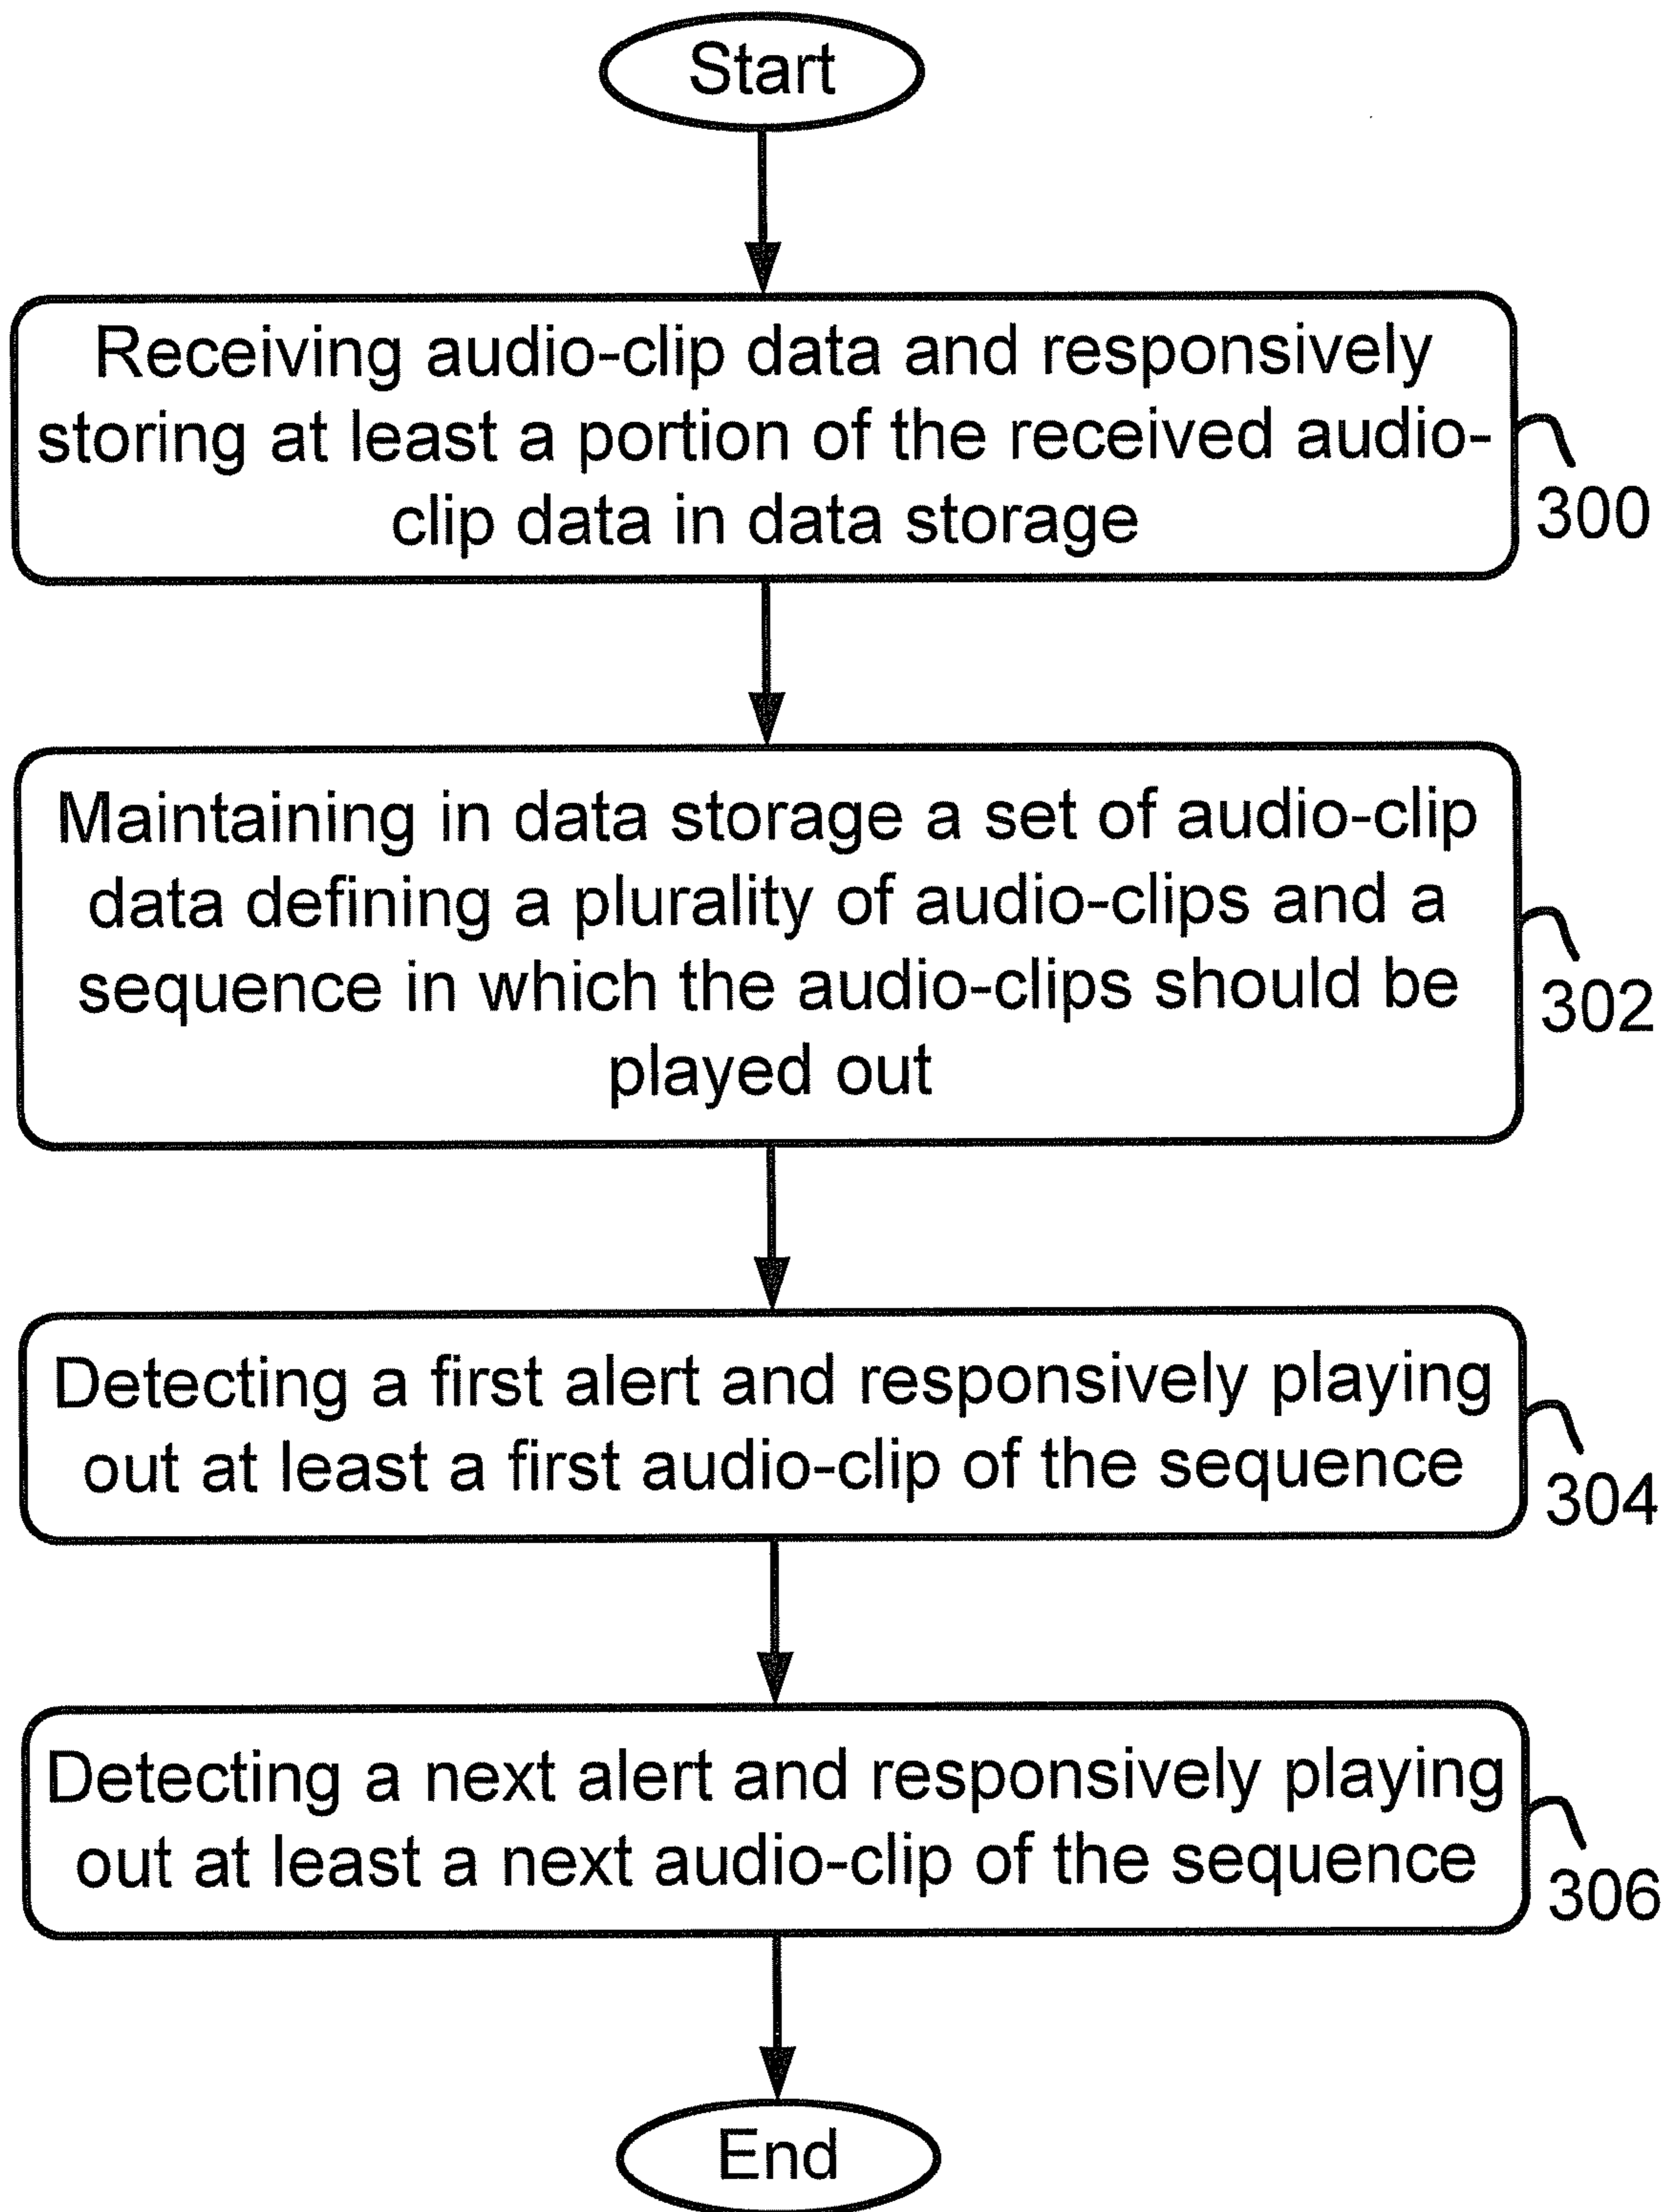 Start
Receiving audio-clip data and responsively
storing at least a portion of the received audio-
clip data in data storage
300
Maintaining in data storage a set of audio-clip
data defining a plurality of audio-clips and a
sequence in which the audio-clips should be
played out
302
Detecting a first alert and responsively playing
out at least a first audio-clip of the sequence
304
Detecting a next alert and responsively playing
out at least a next audio-clip of the sequence
306
End